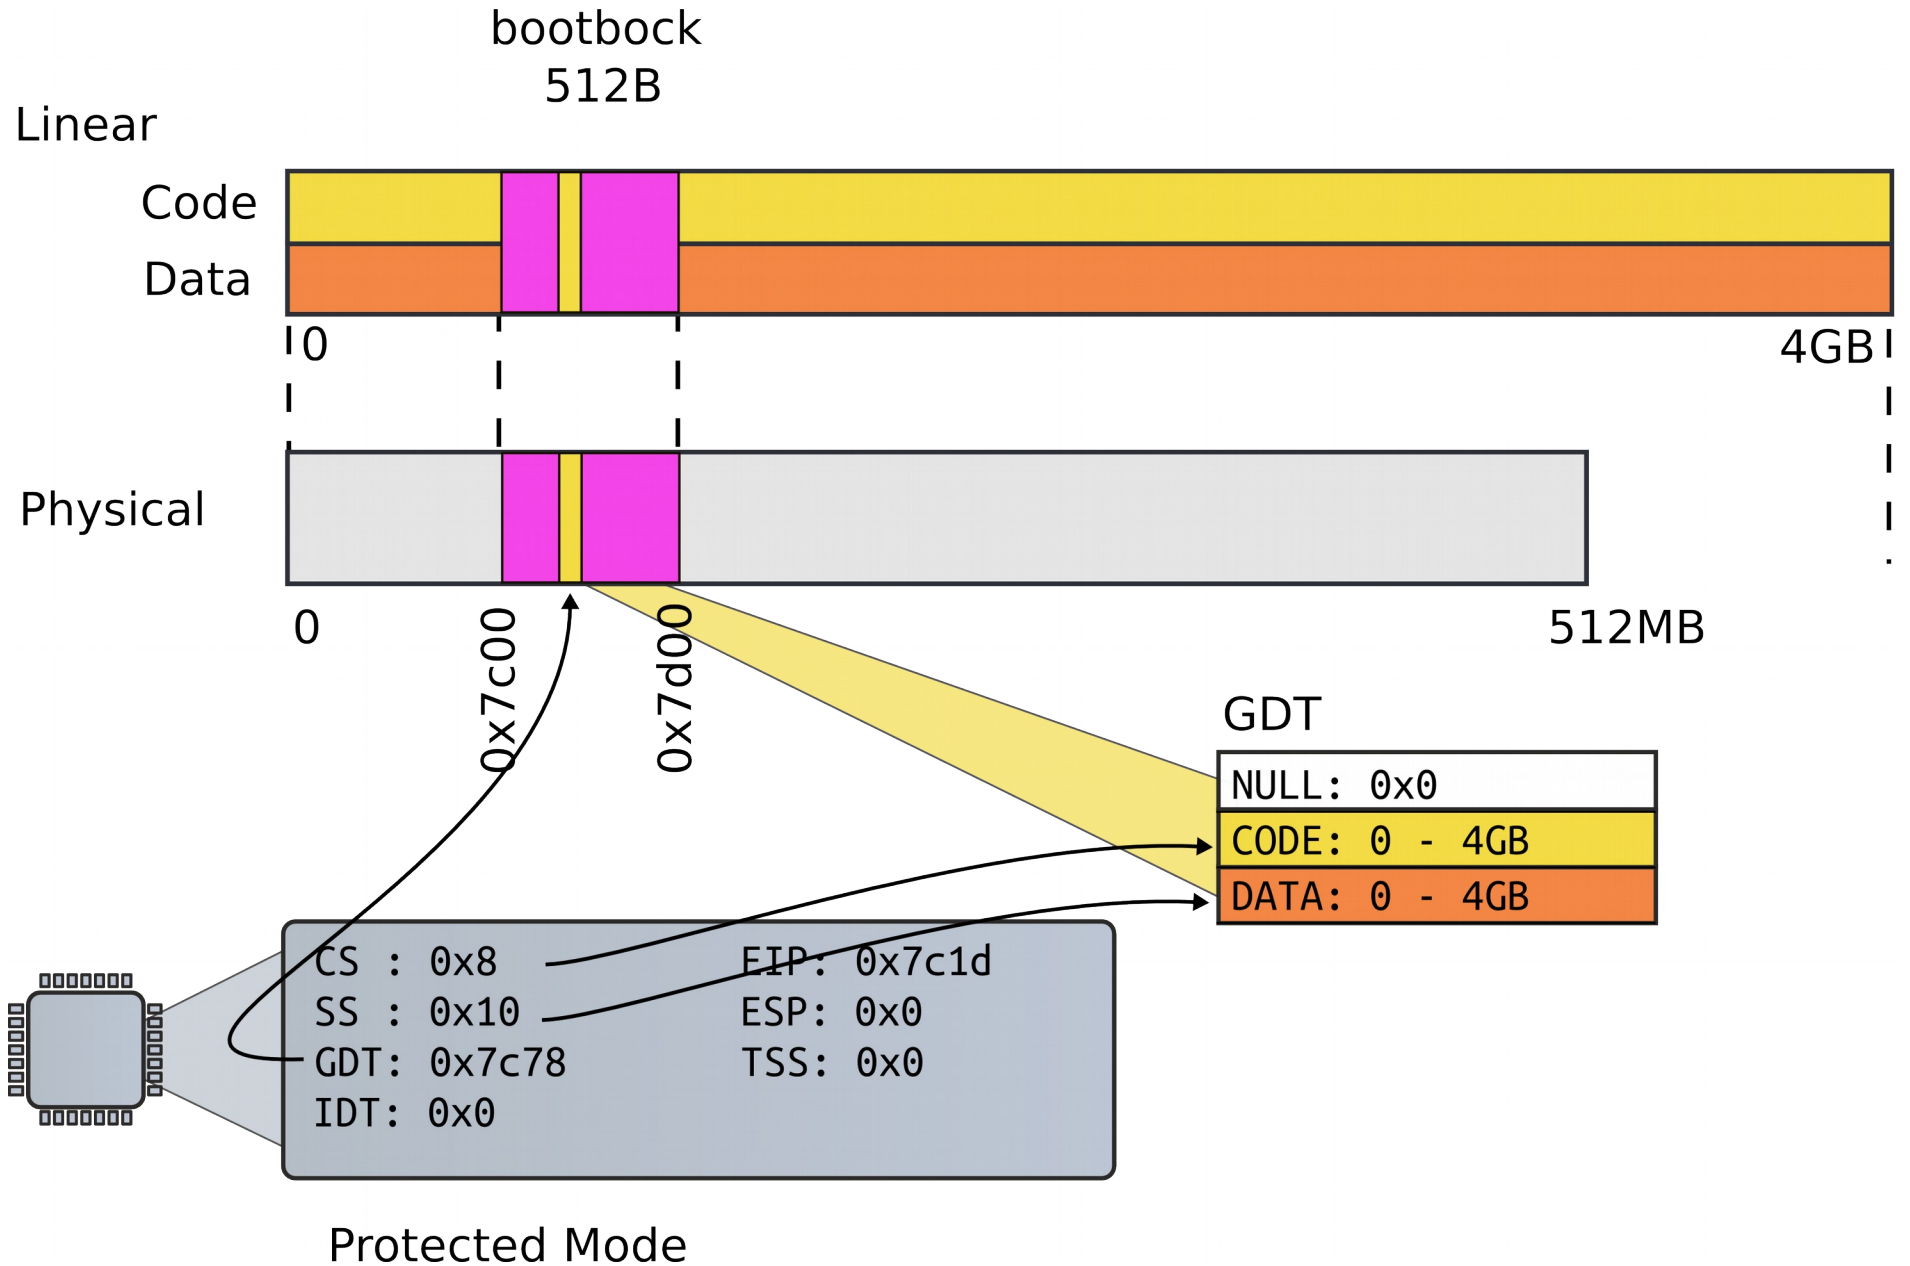 bootbock
512B
Linear
Code
Data
0
4GB
Physical
0
0x7c00
0x7d00
512MB
GDT
NULL: 0x0
CODE: 0 - 4GB
DATA: 0 - 4GB
CS : 0x8
EIP: 0x7c1d
SS : 0x10
ESP: 0x0
GDT: 0x7c78
TSS: 0x0
IDT: 0x0
Protected Mode